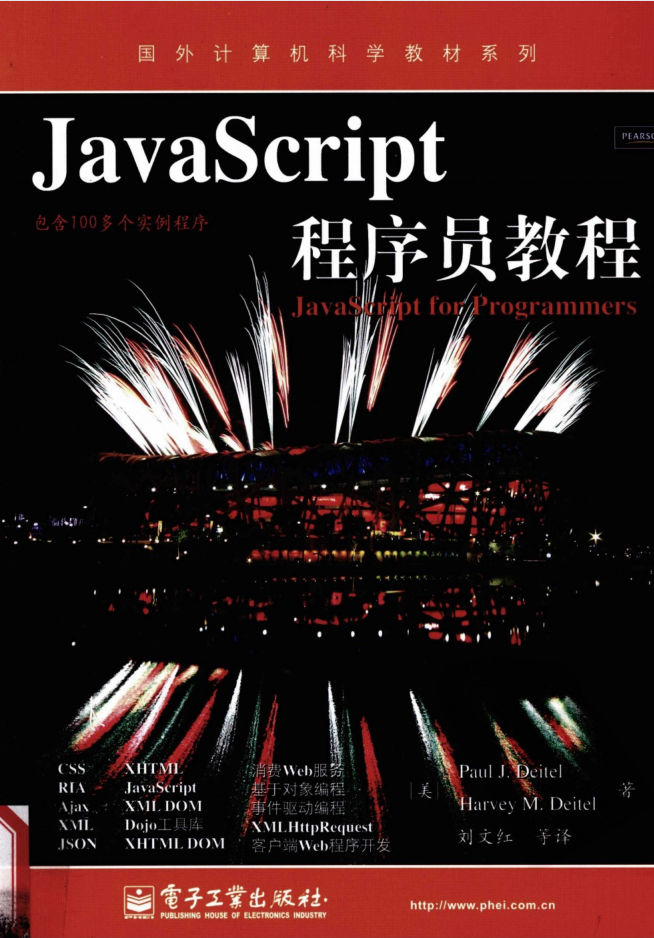 国外计算机科学教材系列
JavaScript
PEARSO
包含100多个实例程序
程序员教程
JavaScript for Programmers
CSS XHTML 消费Web服务
RIA JavaScript 基于对象编程
Ajax XML DOM 事件驱动编程
XML Dojo工具库 XMLHttpRequest
JSON XHTML DOM 客户端Web程序开发
[美] Paul J. Deitel
Harvey M. Deitel 著
刘文红 等译
電子工業出版社·
PUBLISHING HOUSE OF ELECTRONICS INDUSTRY
http://www.phei.com.cn